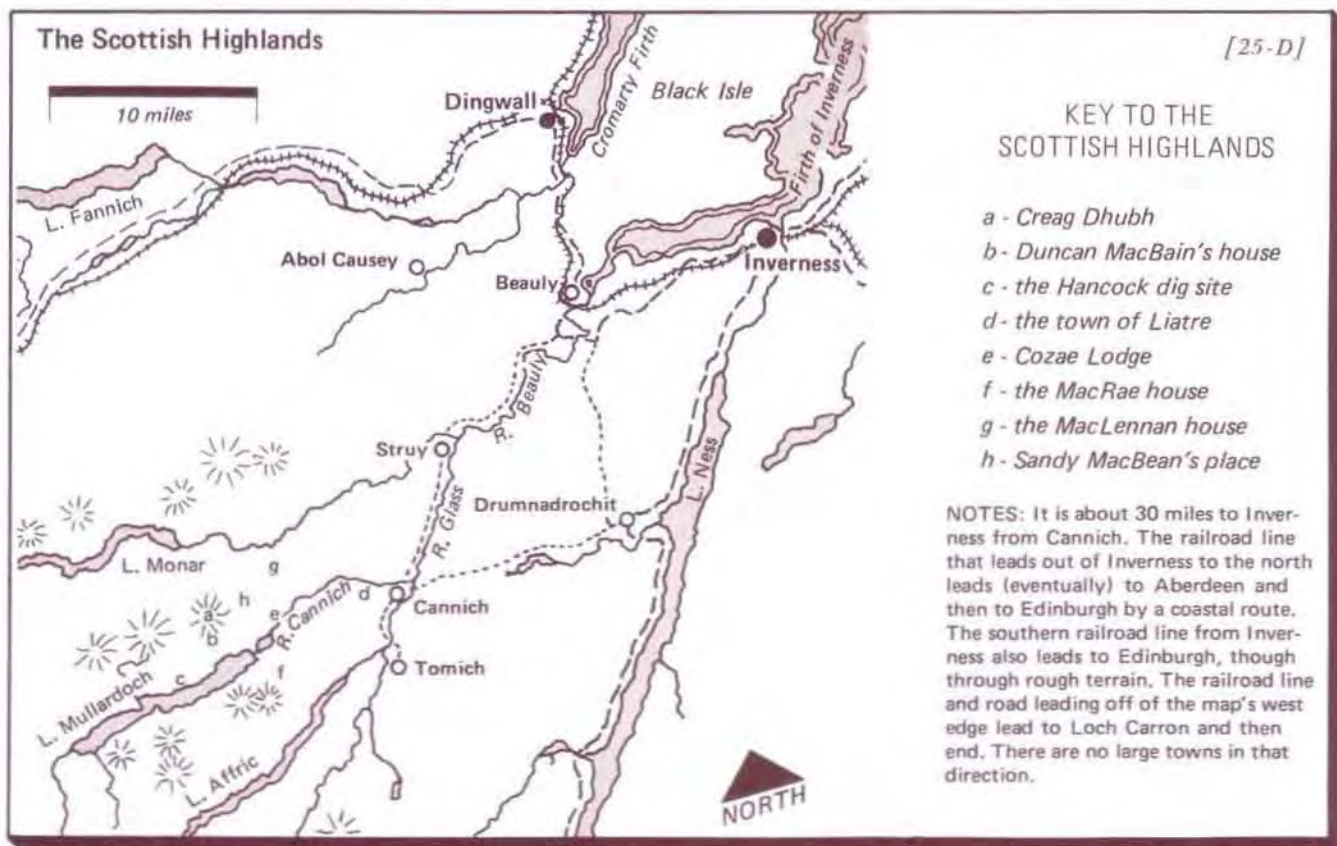 The Scottish Highlands
10 miles
Dingwall
Cromarty Firth
Black Isle
Firth of Inverness
L. Fannich
Abol Causey
Beauly
Inverness
R. Beauly
Struy
R. Glass
Drumnadrochit
L. Ness
L. Monar
g
h
a
b
e
R. Cannich
d
Cannich
c
f
Tomich
L. Mullardoch
L. Affric
NORTH
[25-D]
KEY TO THE
SCOTTISH HIGHLANDS
a - Creag Dhubh
b - Duncan MacBain's house
c - the Hancock dig site
d - the town of Liatre
e - Cozae Lodge
f - the MacRae house
g - the MacLennan house
h - Sandy MacBean's place
NOTES: It is about 30 miles to Inver-
ness from Cannich. The railroad line
that leads out of Inverness to the north
leads (eventually) to Aberdeen and
then to Edinburgh by a coastal route.
The southern railroad line from Inver-
ness also leads to Edinburgh, though
through rough terrain. The railroad line
and road leading off of the map's west
edge lead to Loch Carron and then
end. There are no large towns in that
direction.